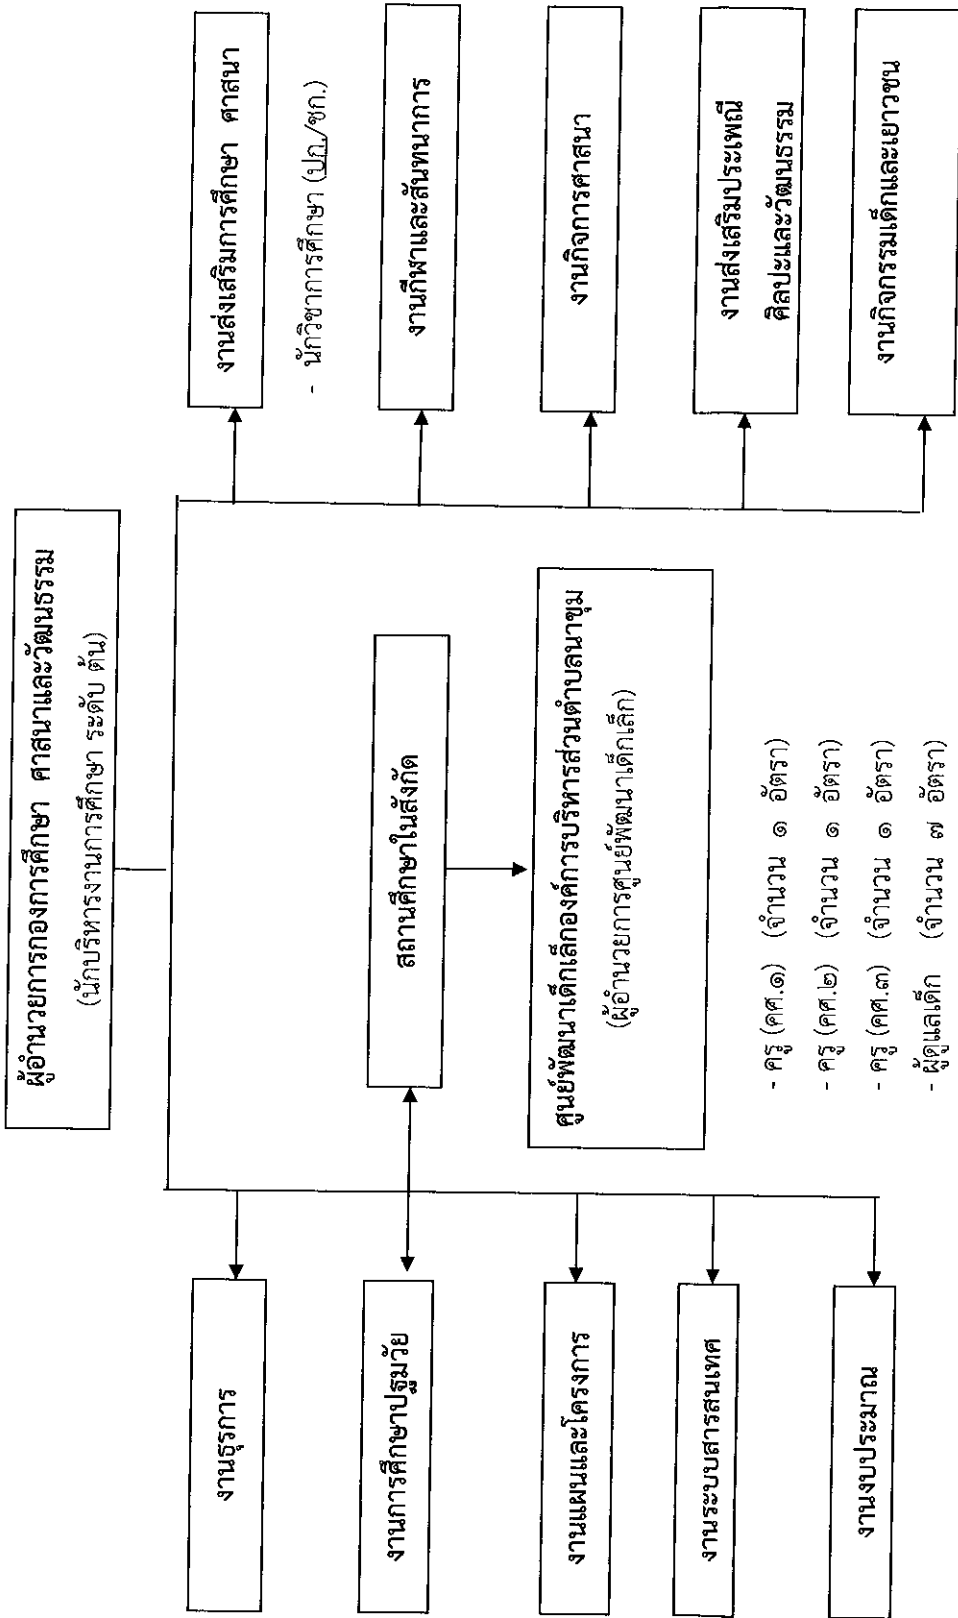 ผู้อำนวยการกองการศึกษา ศาสนาและวัฒนธรรม
(นักบริหารงานการศึกษา ระดับ ต้น)
งานธุรการ
งานการศึกษาปฐมวัย
งานแผนและโครงการ
งานระบบสารสนเทศ
งานงบประมาณ
สถานศึกษาในสังกัด
ศูนย์พัฒนาเด็กเล็กองค์การบริหารส่วนตำบลนาขุม
(ผู้อำนวยการศูนย์พัฒนาเด็กเล็ก)
- ครู (คศ.๑) (จำนวน ๑ อัตรา)
- ครู (คศ.๒) (จำนวน ๑ อัตรา)
- ครู (คศ.๓) (จำนวน ๑ อัตรา)
- ผู้ดูแลเด็ก (จำนวน ๗ อัตรา)
งานส่งเสริมการศึกษา ศาสนา
- นักวิชาการศึกษา (ปก./ชก.)
งานกีฬาและสันทนาการ
งานกิจการศาสนา
งานส่งเสริมประเพณี
ศิลปะและวัฒนธรรม
งานกิจกรรมเด็กและเยาวชน